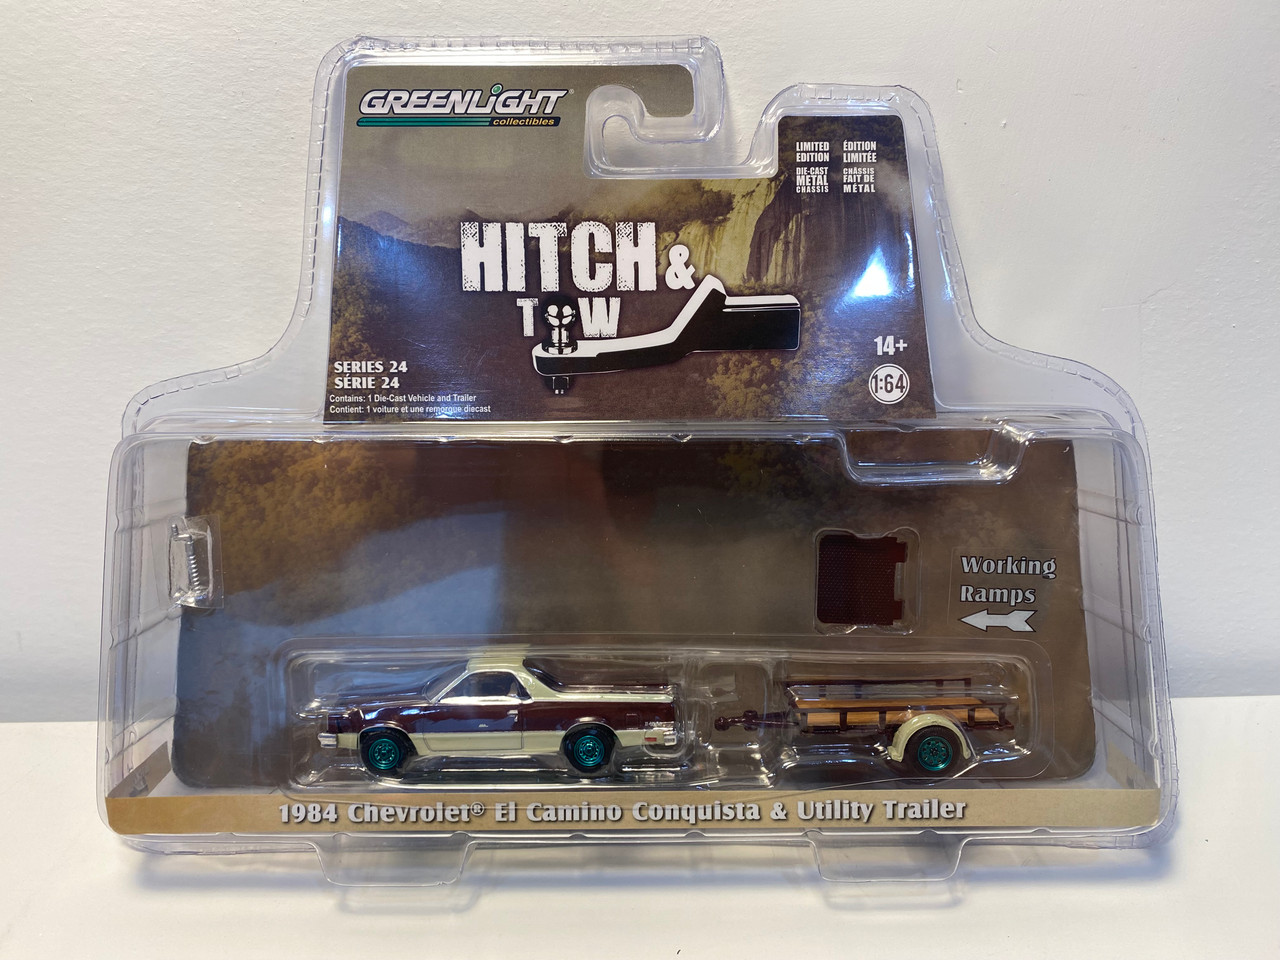 GREENLiGHT®
collectibles
LIMITED EDITION
DIE-CAST METAL CHASSIS
ÉDITION LIMITÉE
CHÂSSIS FAIT DE MÉTAL
HITCH &
TOW
14+
1:64
SERIES 24
SÉRIE 24
Contains: 1 Die-Cast Vehicle and Trailer
Contient: 1 voiture et une remorque diecast
Working
Ramps
1984 Chevrolet® El Camino Conquista & Utility Trailer